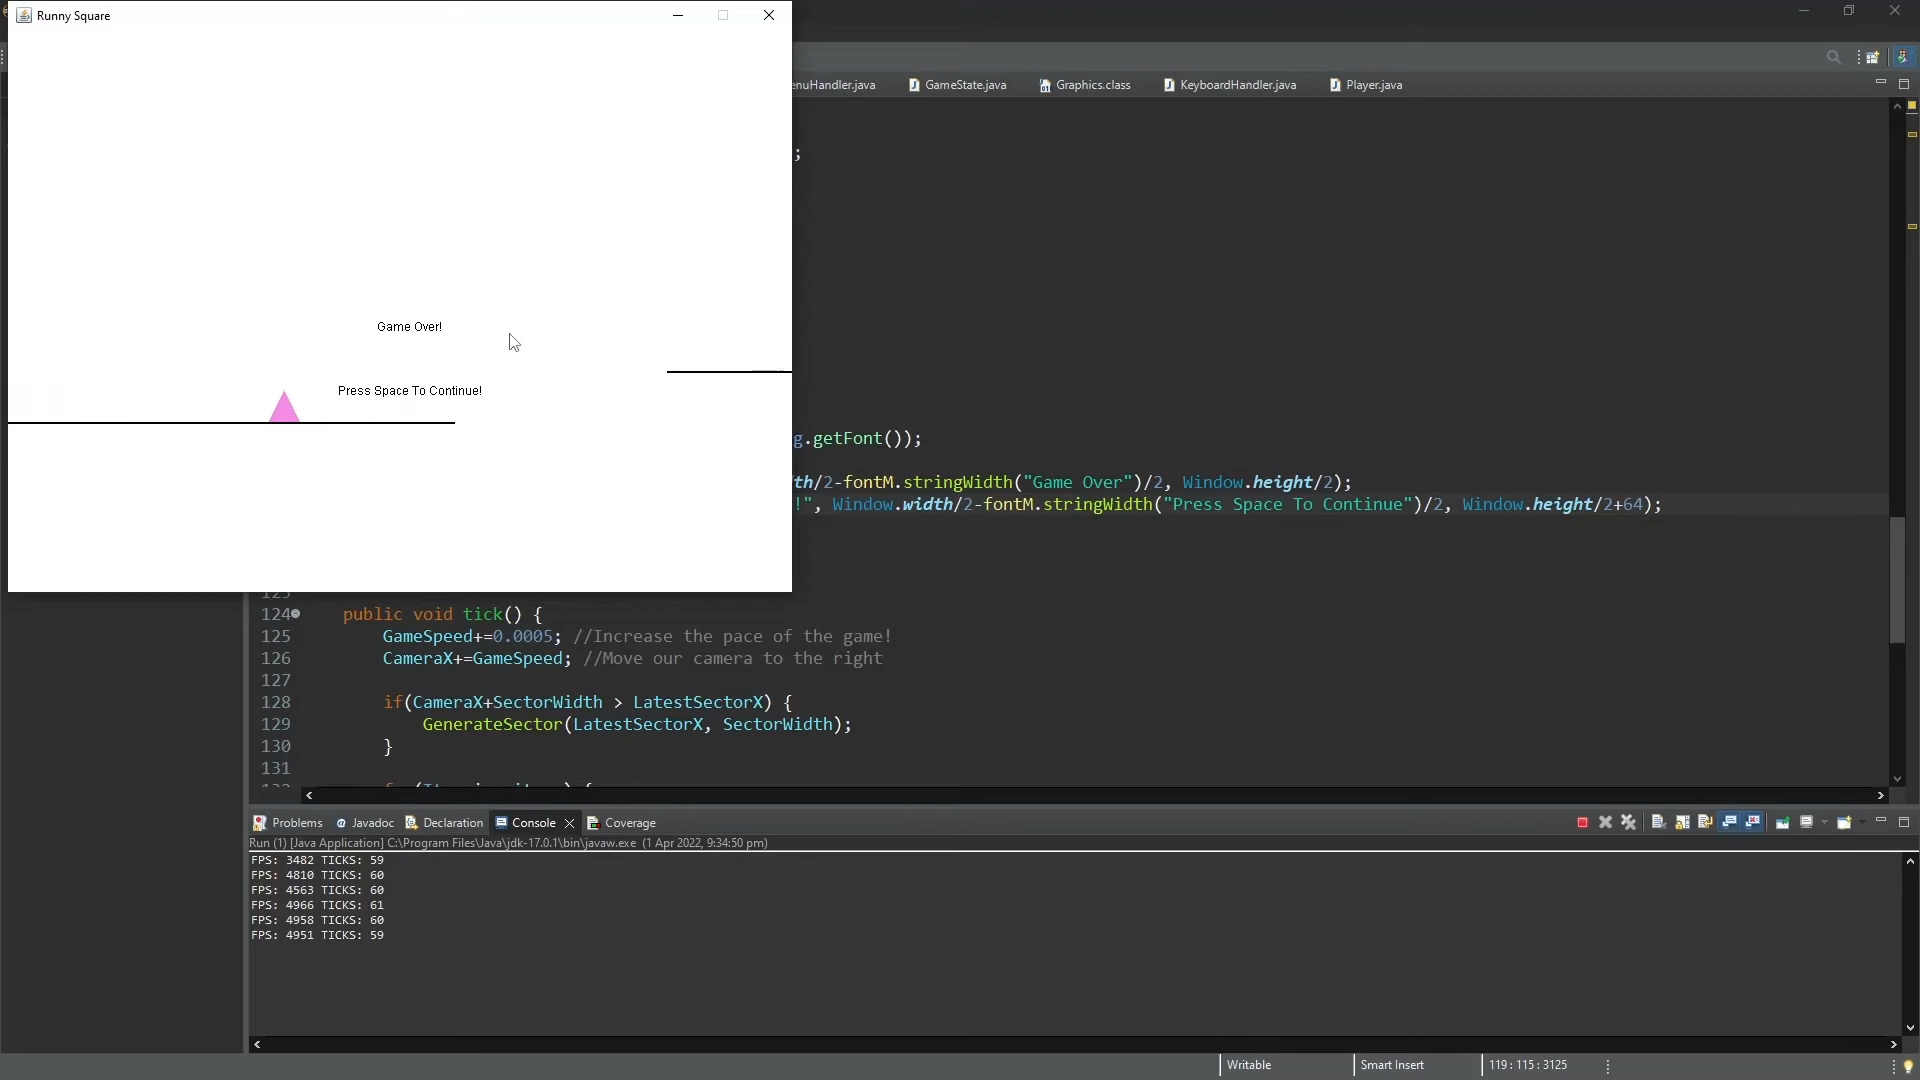 Runny Square
Game Over!
Press Space To Continue!
enuHandler.java
GameState.java
Graphics.class
KeyboardHandler.java
Player.java
;
g.getFont());
th/2-fontM.stringWidth("Game Over")/2, Window.height/2);
!", Window.width/2-fontM.stringWidth("Press Space To Continue")/2, Window.height/2+64);
123
124 public void tick() {
125 GameSpeed+=0.0005; //Increase the pace of the game!
126 CameraX+=GameSpeed; //Move our camera to the right
127
128 if(CameraX+SectorWidth > LatestSectorX) {
129 GenerateSector(LatestSectorX, SectorWidth);
130 }
131
Problems @ Javadoc Declaration Console Coverage
Run (1) [Java Application] C:\Program Files\Java\jdk-17.0.1\bin\javaw.exe (1 Apr 2022, 9:34:50 pm)
FPS: 3482 TICKS: 59
FPS: 4810 TICKS: 60
FPS: 4563 TICKS: 60
FPS: 4966 TICKS: 61
FPS: 4958 TICKS: 60
FPS: 4951 TICKS: 59
Writable
Smart Insert
119 : 115 : 3125